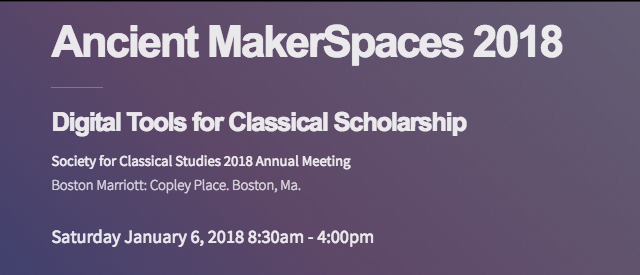 Ancient MakerSpaces 2018
Digital Tools for Classical Scholarship
Society for Classical Studies 2018 Annual Meeting
Boston Marriott: Copley Place. Boston, Ma.
Saturday January 6, 2018 8:30am - 4:00pm